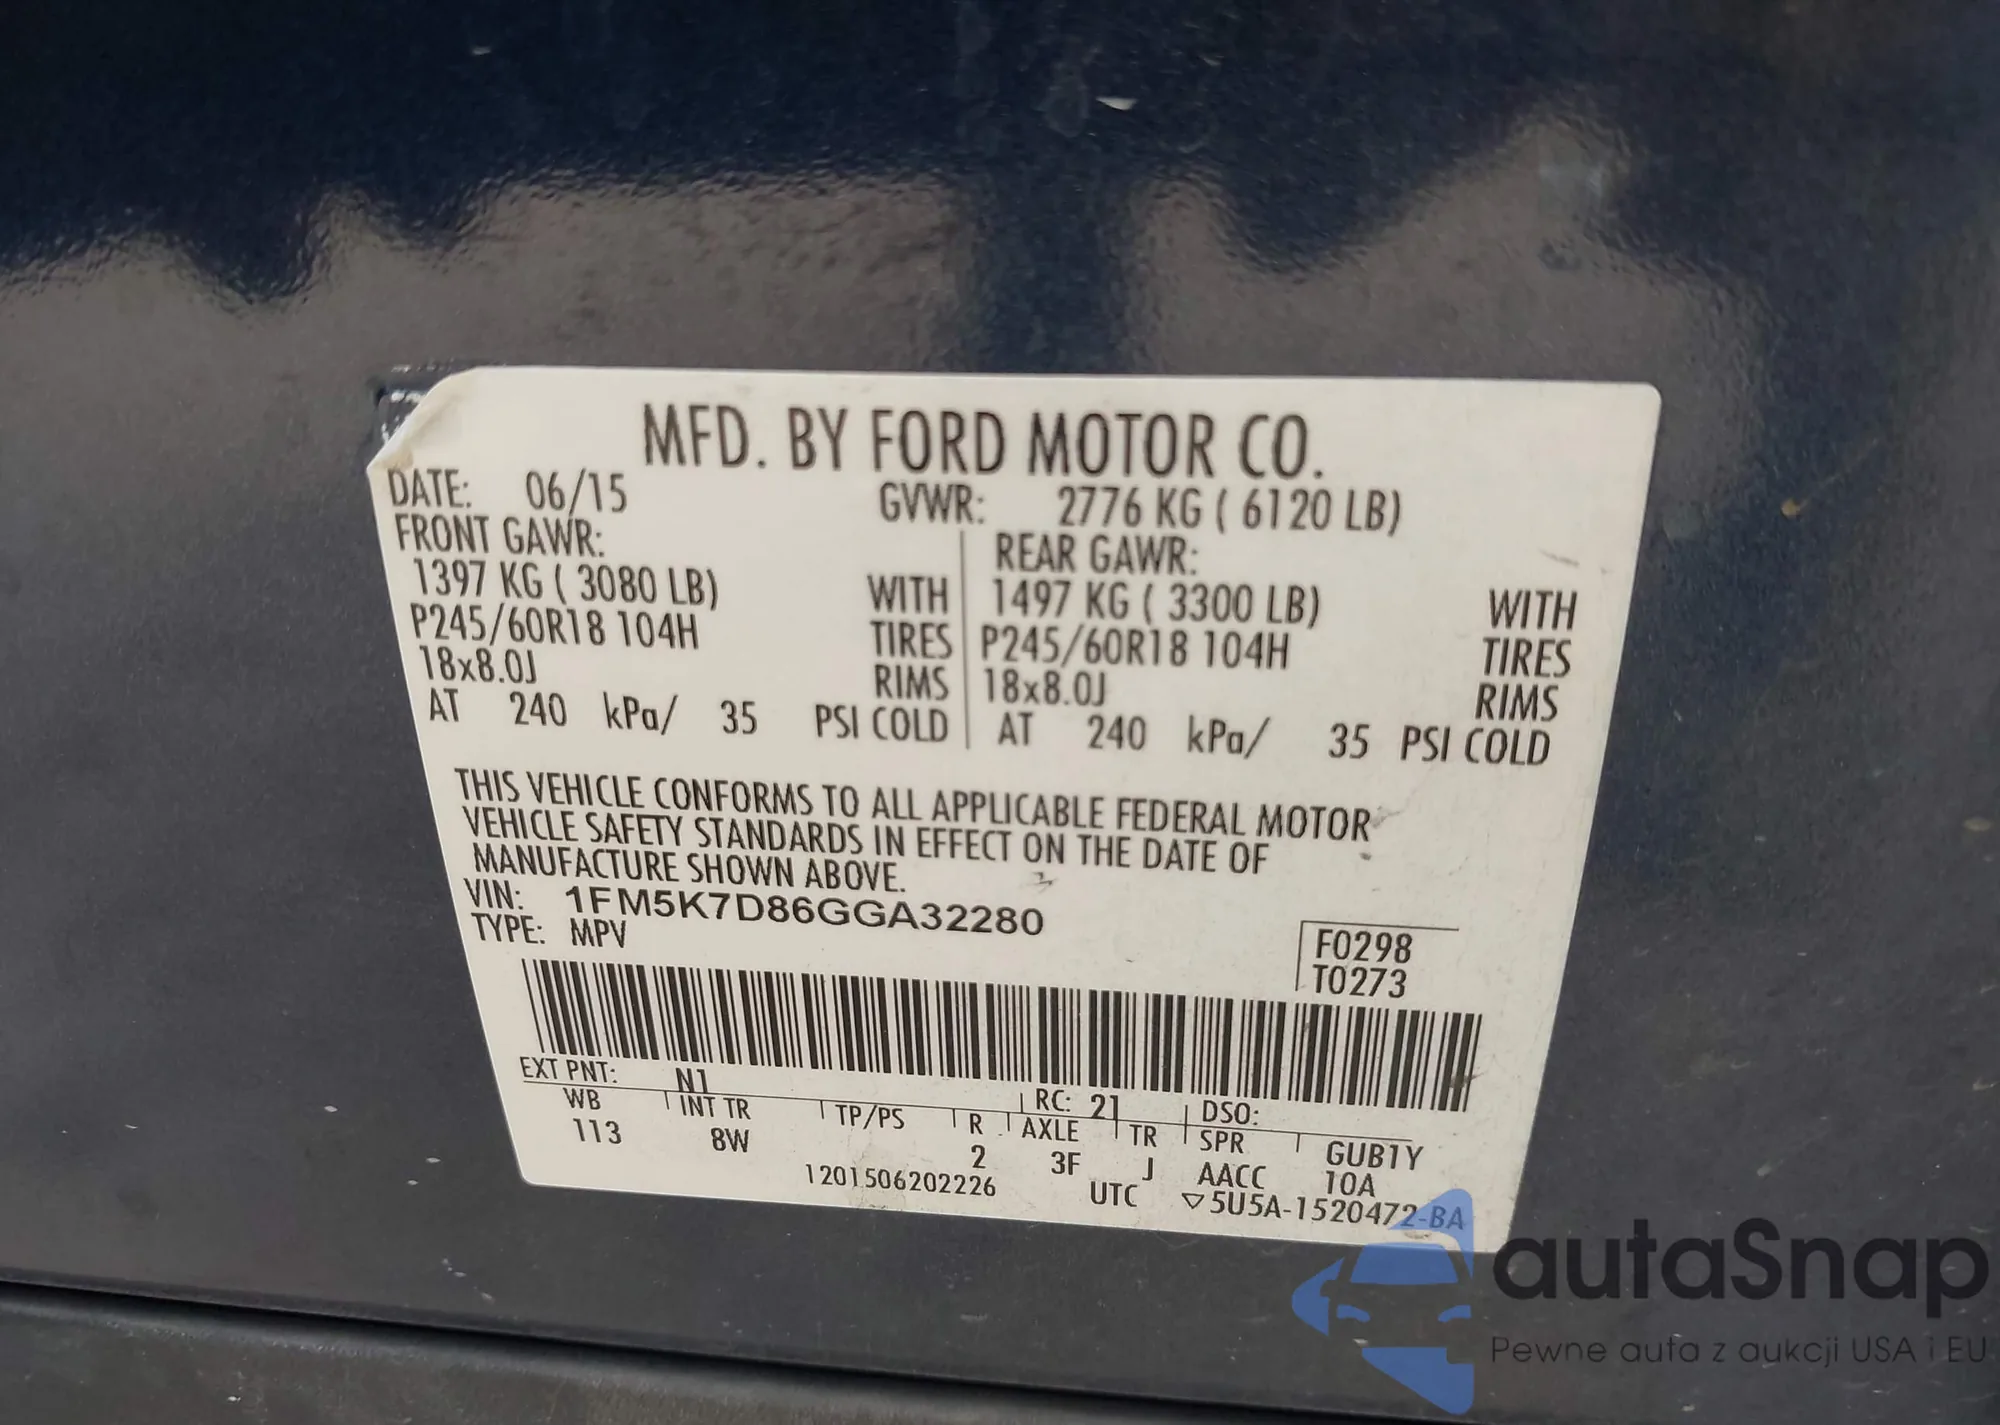 MFD. BY FORD MOTOR CO.
DATE: 06/15 GVWR: 2776 KG ( 6120 LB)
FRONT GAWR: REAR GAWR:
1397 KG ( 3080 LB) WITH 1497 KG ( 3300 LB) WITH
P245/60R18 104H TIRES P245/60R18 104H TIRES
18x8.0J RIMS 18x8.0J RIMS
AT 240 kPa/ 35 PSI COLD AT 240 kPa/ 35 PSI COLD
THIS VEHICLE CONFORMS TO ALL APPLICABLE FEDERAL MOTOR
VEHICLE SAFETY STANDARDS IN EFFECT ON THE DATE OF
MANUFACTURE SHOWN ABOVE.
VIN: 1FM5K7D86GGA32280
TYPE: MPV
F0298
T0273
EXT PNT: N1 RC: 21 DSO:
WB INT TR TP/PS R AXLE TR SPR GUB1Y
113 8W 2 3F J AACC 10A
1201506202226 UTC ▽5U5A-1520472-BA
autaSnap
Pewne auta z aukcji USA i EU